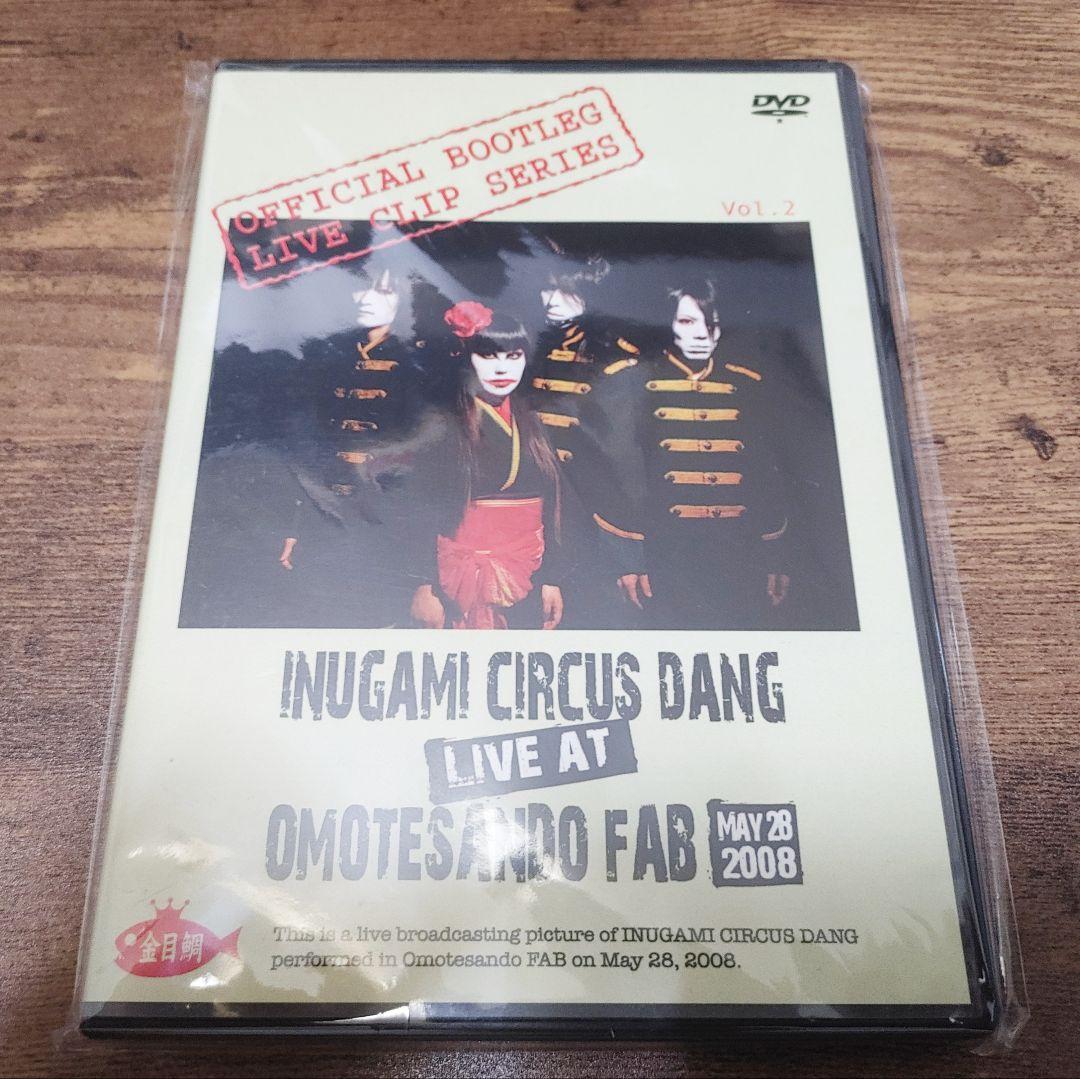 DVD
OFFICIAL BOOTLEG
LIVE CLIP SERIES
Vol.2
INUGAMI CIRCUS DANG
LIVE AT
OMOTESANDO FAB
MAY 28
2008
金目鯛
This is a live broadcasting picture of INUGAMI CIRCUS DANG
performed in Omotesando FAB on May 28, 2008.